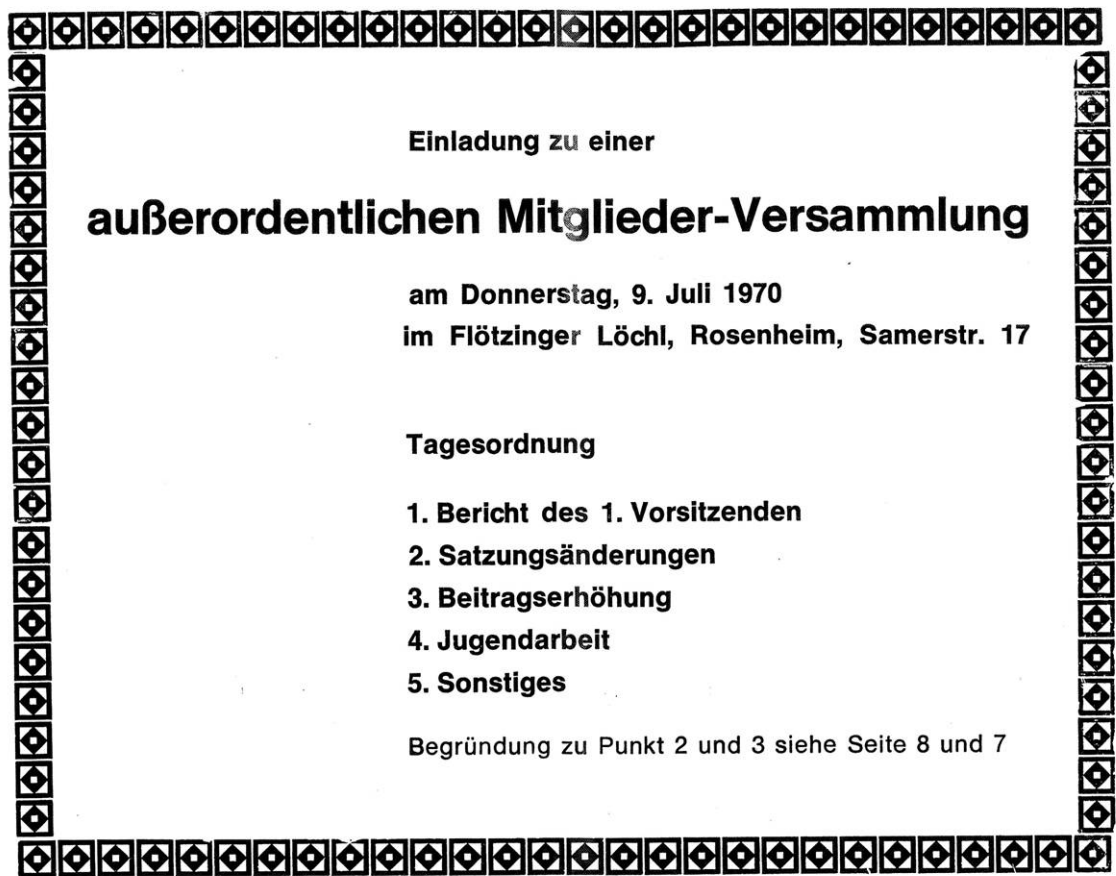 Einladung zu einer
außerordentlichen Mitglieder-Versammlung
am Donnerstag, 9. Juli 1970
im Flötzinger Löchl, Rosenheim, Samerstr. 17
Tagesordnung
1. Bericht des 1. Vorsitzenden
2. Satzungsänderungen
3. Beitragserhöhung
4. Jugendarbeit
5. Sonstiges
Begründung zu Punkt 2 und 3 siehe Seite 8 und 7